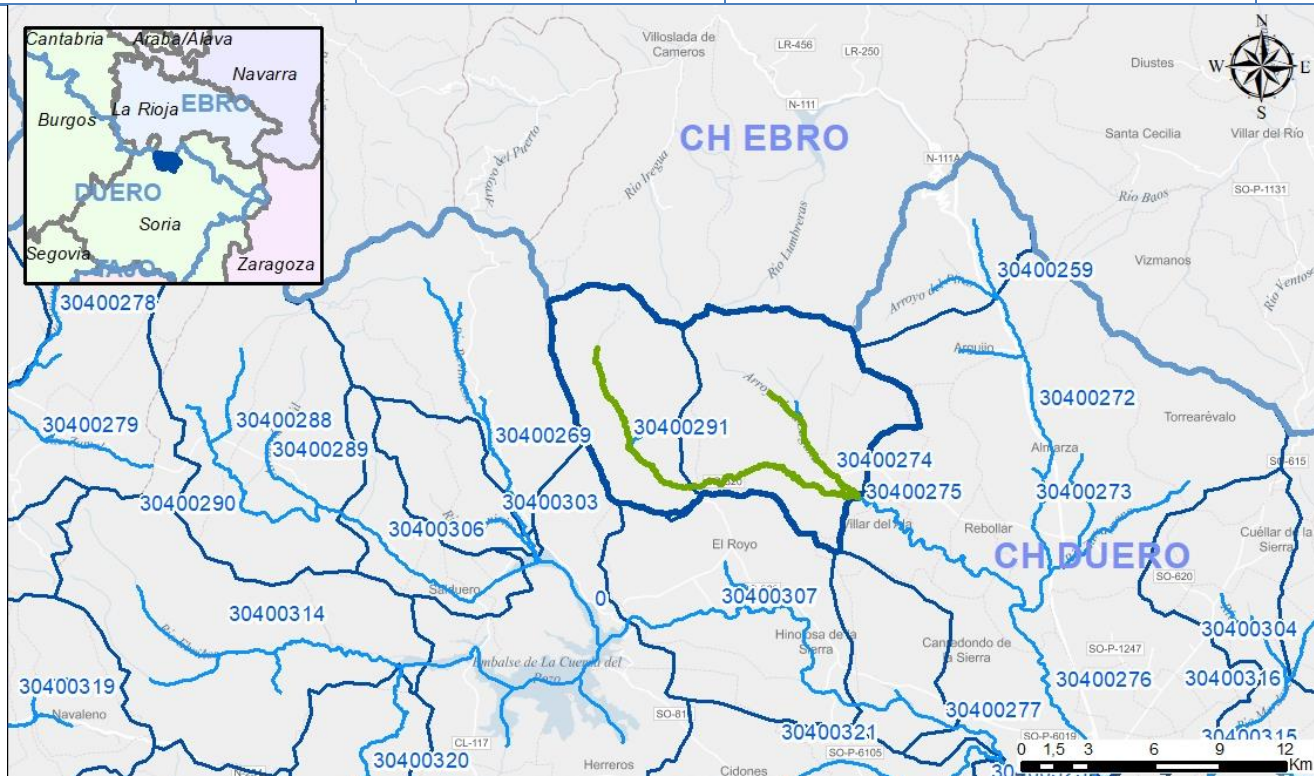 Cantabria
Araba/Álava
Navarra
La Rioja
EBRO
Burgos
DUERO
Soria
Segovia
TAJO
Zaragoza
Villoslada de
Cameros
LR-456
LR-250
N-111
CH EBRO
Arroyo del Puerto
Río Iregua
Río Lumbreras
N-111A
Diustes
Santa Cecilia
Villar del Río
SO-P-1131
Río Baos
Vizmanos
Río Ventosa
N
W
E
S
30400278
30400259
Arguijo
30400279
30400288
30400289
30400269
30400291
30400272
Torrearévalo
Almarza
SO-615
30400290
30400303
30400274
30400275
30400273
30400306
Villar del Ala
Rebollar
CH DUERO
Cuéllar de la
Sierra
El Royo
SO-620
Salduero
0
30400307
30400314
Hinojosa de la
Sierra
Canredondo de
la Sierra
SO-P-1247
30400304
Embalse de La Cuerda del
Pozo
30400319
Navaleno
30400276
30400316
SO-81
30400277
30400321
30400315
CL-117
SO-P-6105
SO-P-6019
30400320
Herreros
Cidones
0 1,5 3 6 9 12
Km